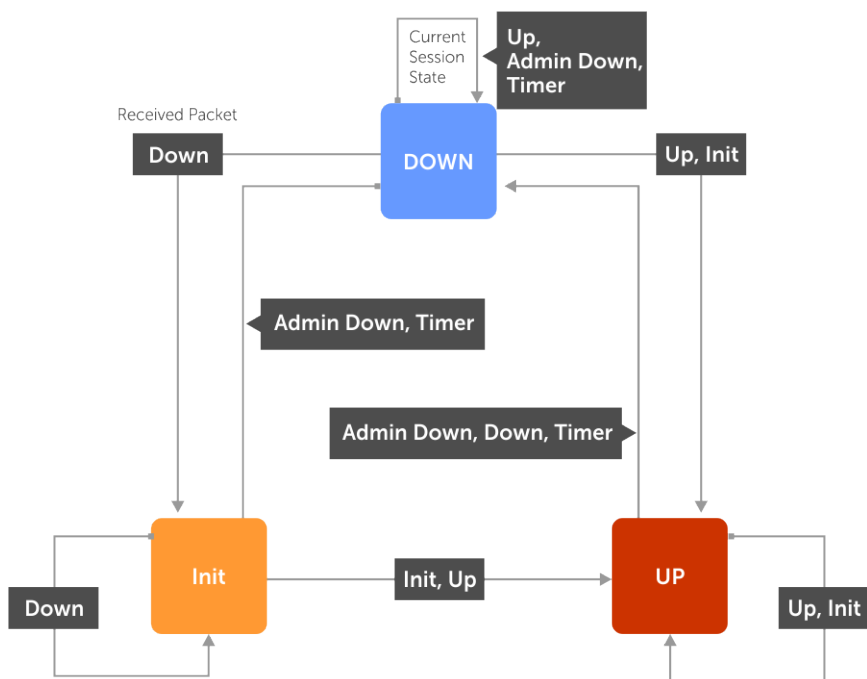 Current
Session
State
Up,
Admin Down,
Timer
Received Packet
Down
DOWN
Up, Init
Admin Down, Timer
Admin Down, Down, Timer
Init
Init, Up
UP
Down
Up, Init